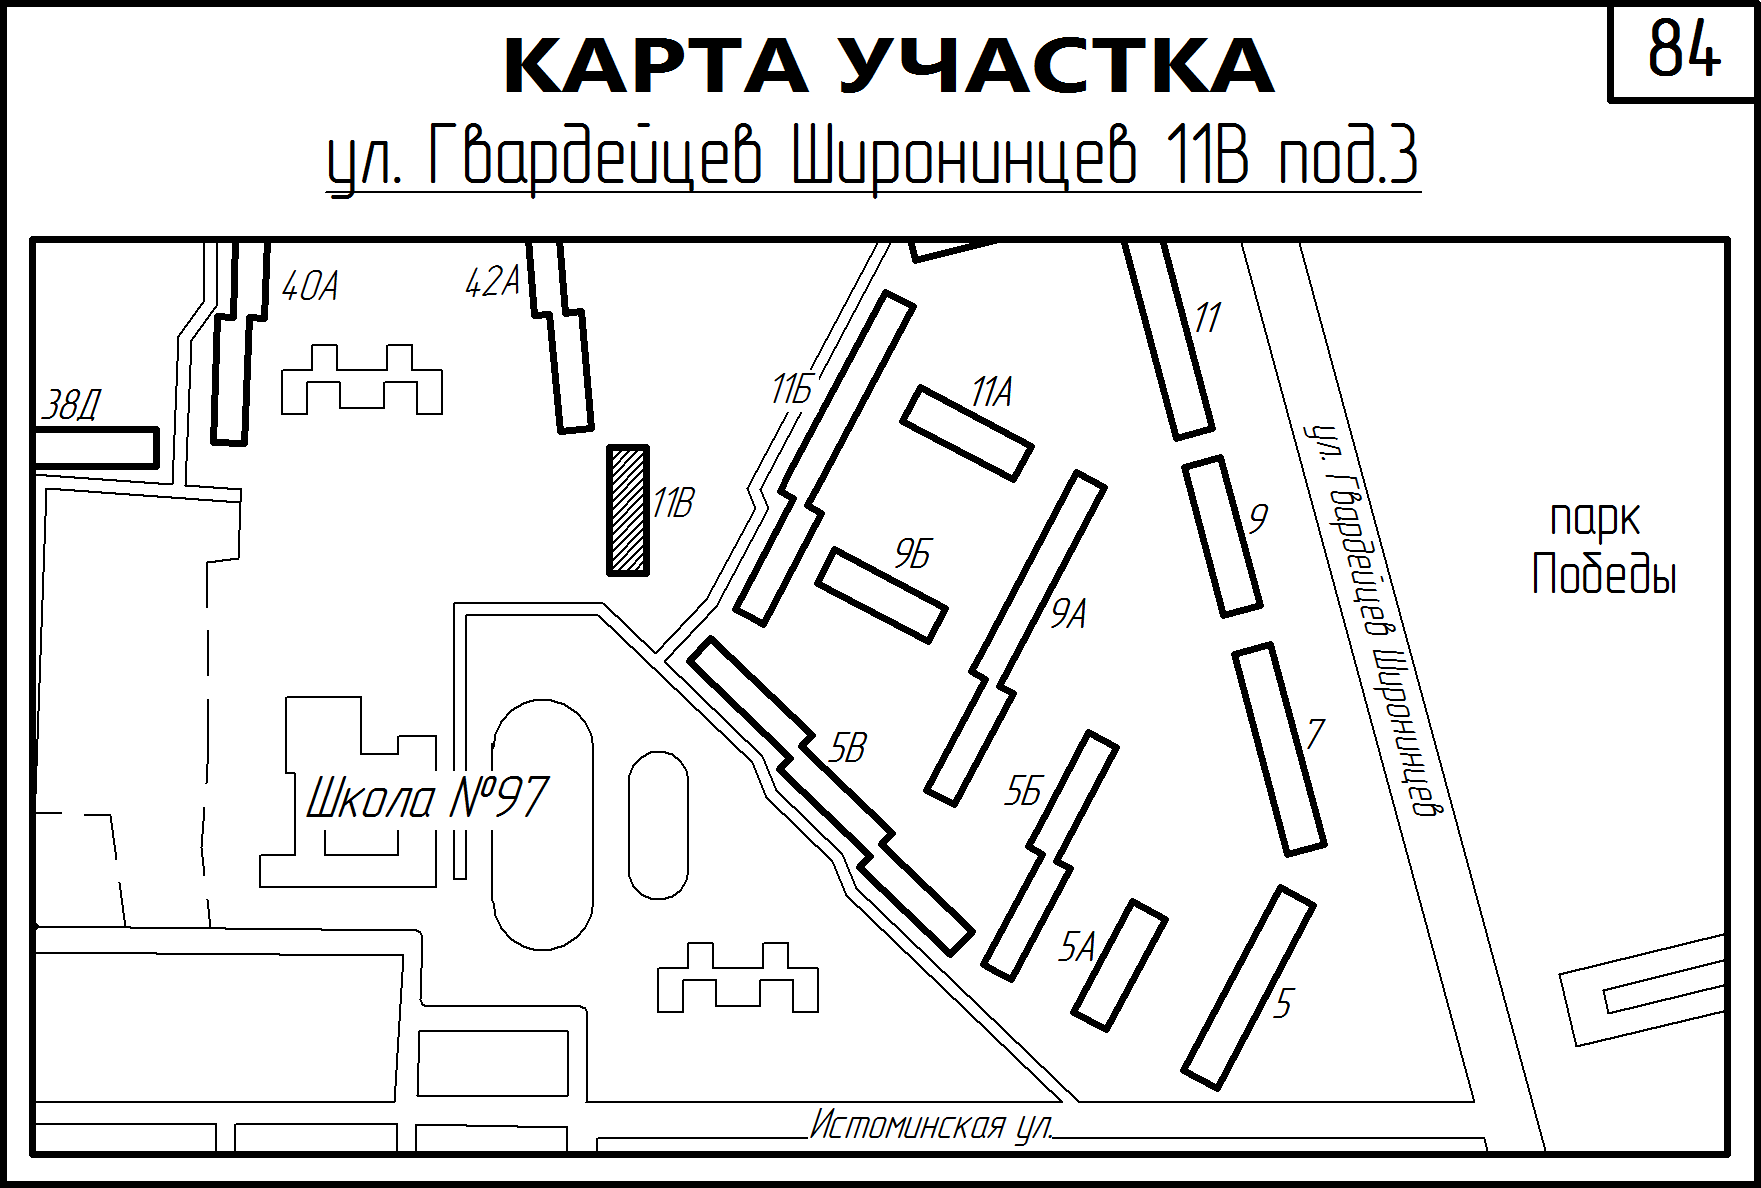 84
КАРТА УЧАСТКА
ул. Гвардейцев Широнинцев 11В под.3
40А
42А
11
38Д
11Б
11А
11В
9
парк
Победы
9Б
9А
ул. Гвардейцев Широнинцев
7
5В
5Б
Школа №97
5А
5
Истоминская ул.